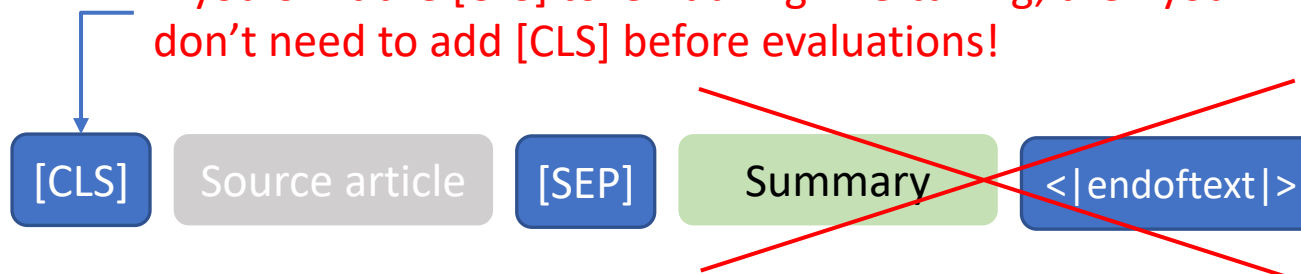 don't need to add [CLS] before evaluations!
[CLS] Source article [SEP] Summary <|endoftext|>